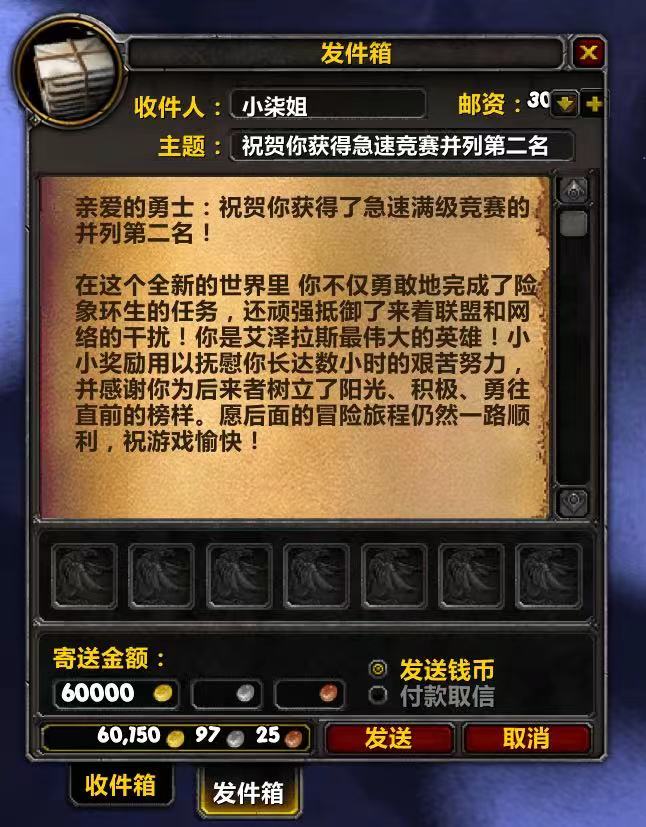 发件箱
收件人：小柒姐 邮资：30
主题：祝贺你获得急速竞赛并列第二名
亲爱的勇士：祝贺你获得了急速满级竞赛的
并列第二名！
在这个全新的世界里 你不仅勇敢地完成了险
象环生的任务，还顽强抵御了来着联盟和网
络的干扰！你是艾泽拉斯最伟大的英雄！小
小奖励用以抚慰你长达数小时的艰苦努力，
并感谢你为后来者树立了阳光、积极、勇往
直前的榜样。愿后面的冒险旅程仍然一路顺
利，祝游戏愉快！
寄送金额：
发送钱币
60000
付款取信
60,150 97 25
发送 取消
收件箱 发件箱